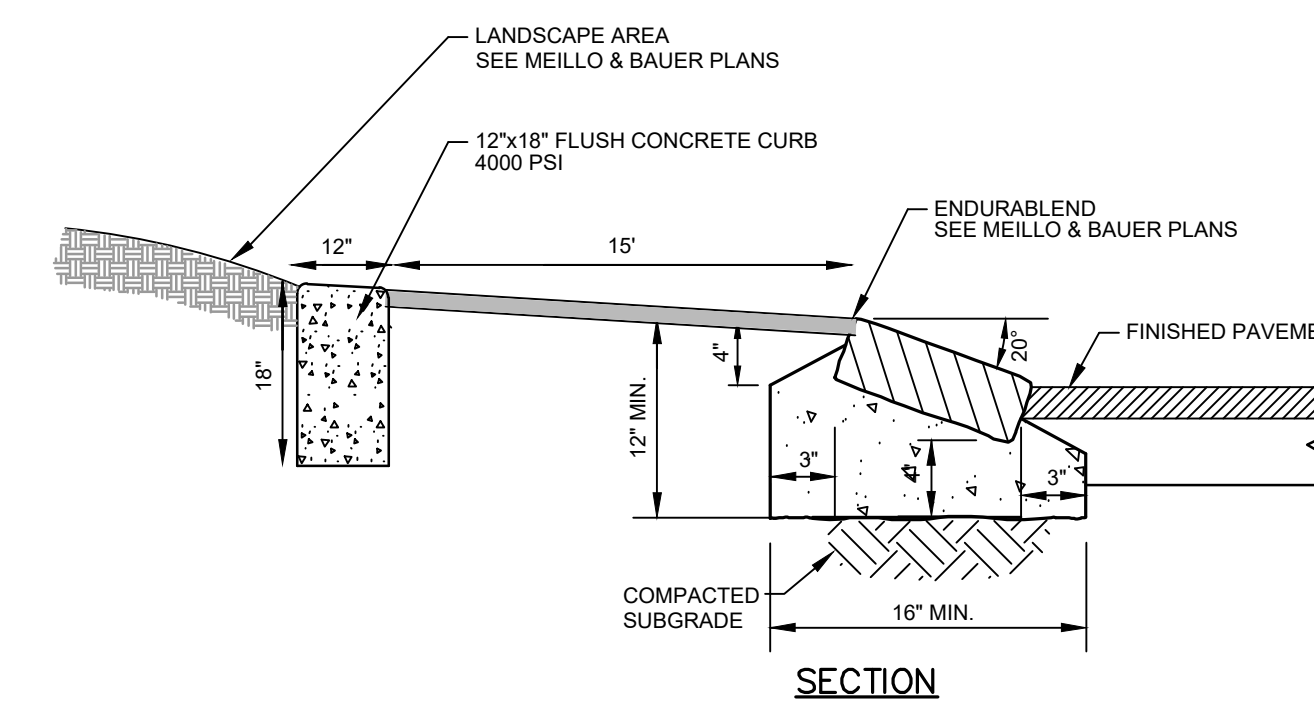 LANDSCAPE AREA
SEE MEILLO & BAUER PLANS
12"x18" FLUSH CONCRETE CURB
4000 PSI
ENDURABLEND
SEE MEILLO & BAUER PLANS
12"
15'
FINISHED PAVEME
20°
4"
18"
12" MIN.
3"
4"
3"
COMPACTED
SUBGRADE
16" MIN.
SECTION